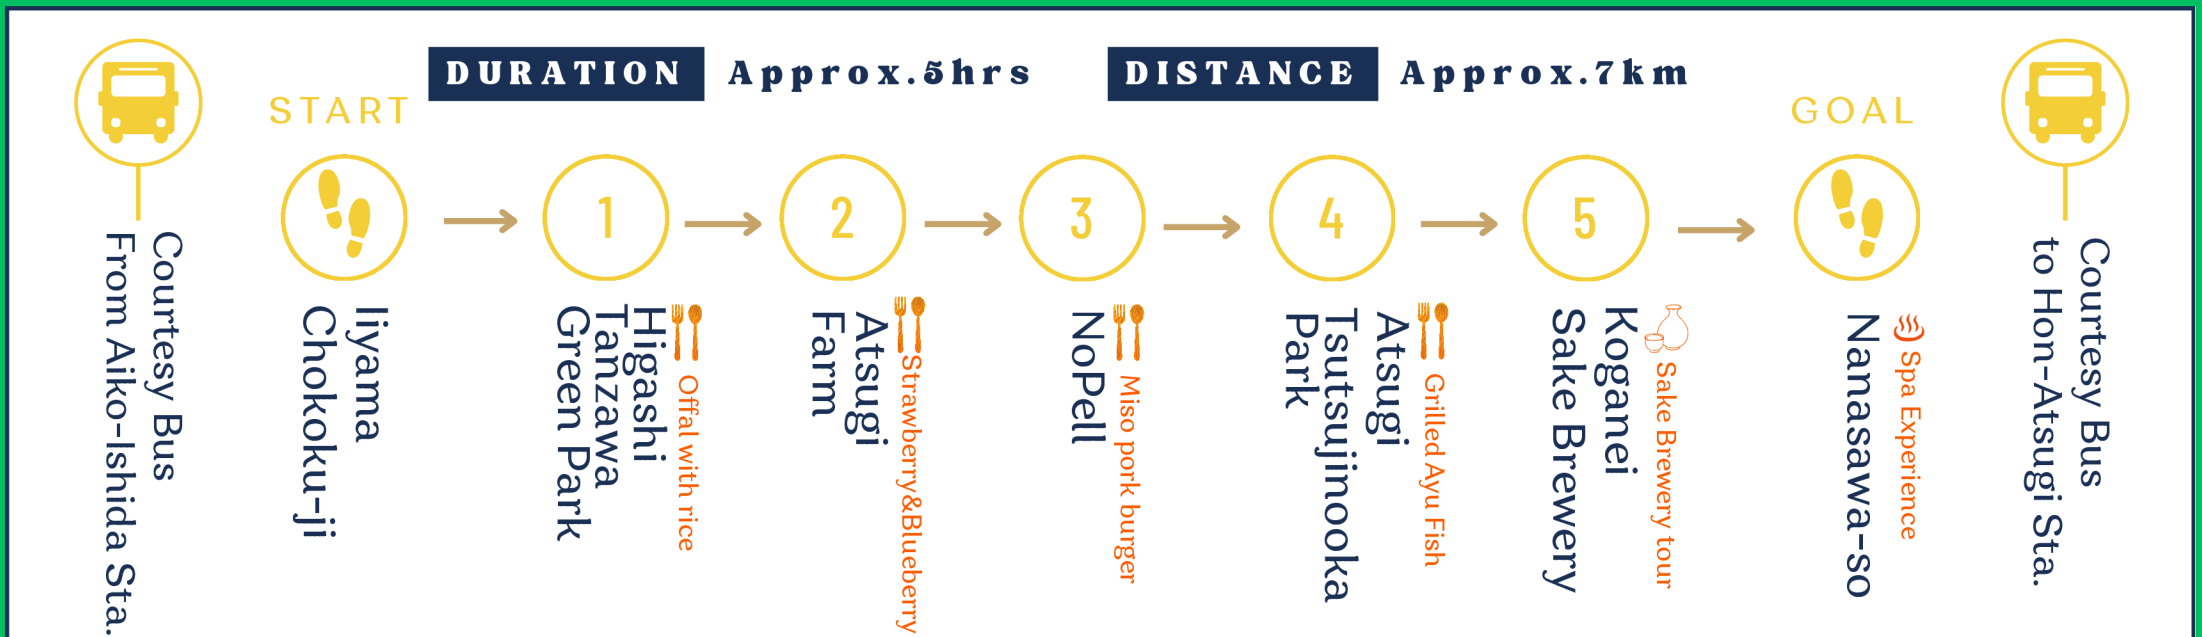 DURATION Approx.5hrs DISTANCE Approx.7km
START
GOAL
Courtesy Bus
From Aiko-Ishida Sta.
Iiyama
Chokoku-ji
1
Higashi
Tanzawa
Green Park
Offal with rice
2
Atsugi
Farm
Strawberry&Blueberry
3
NoPell
Miso pork burger
4
Atsugi
Tsutsujinooka
Park
Grilled Ayu Fish
5
Koganei
Sake Brewery
Sake Brewery tour
Nanasawa-so
Spa Experience
Courtesy Bus
to Hon-Atsugi Sta.